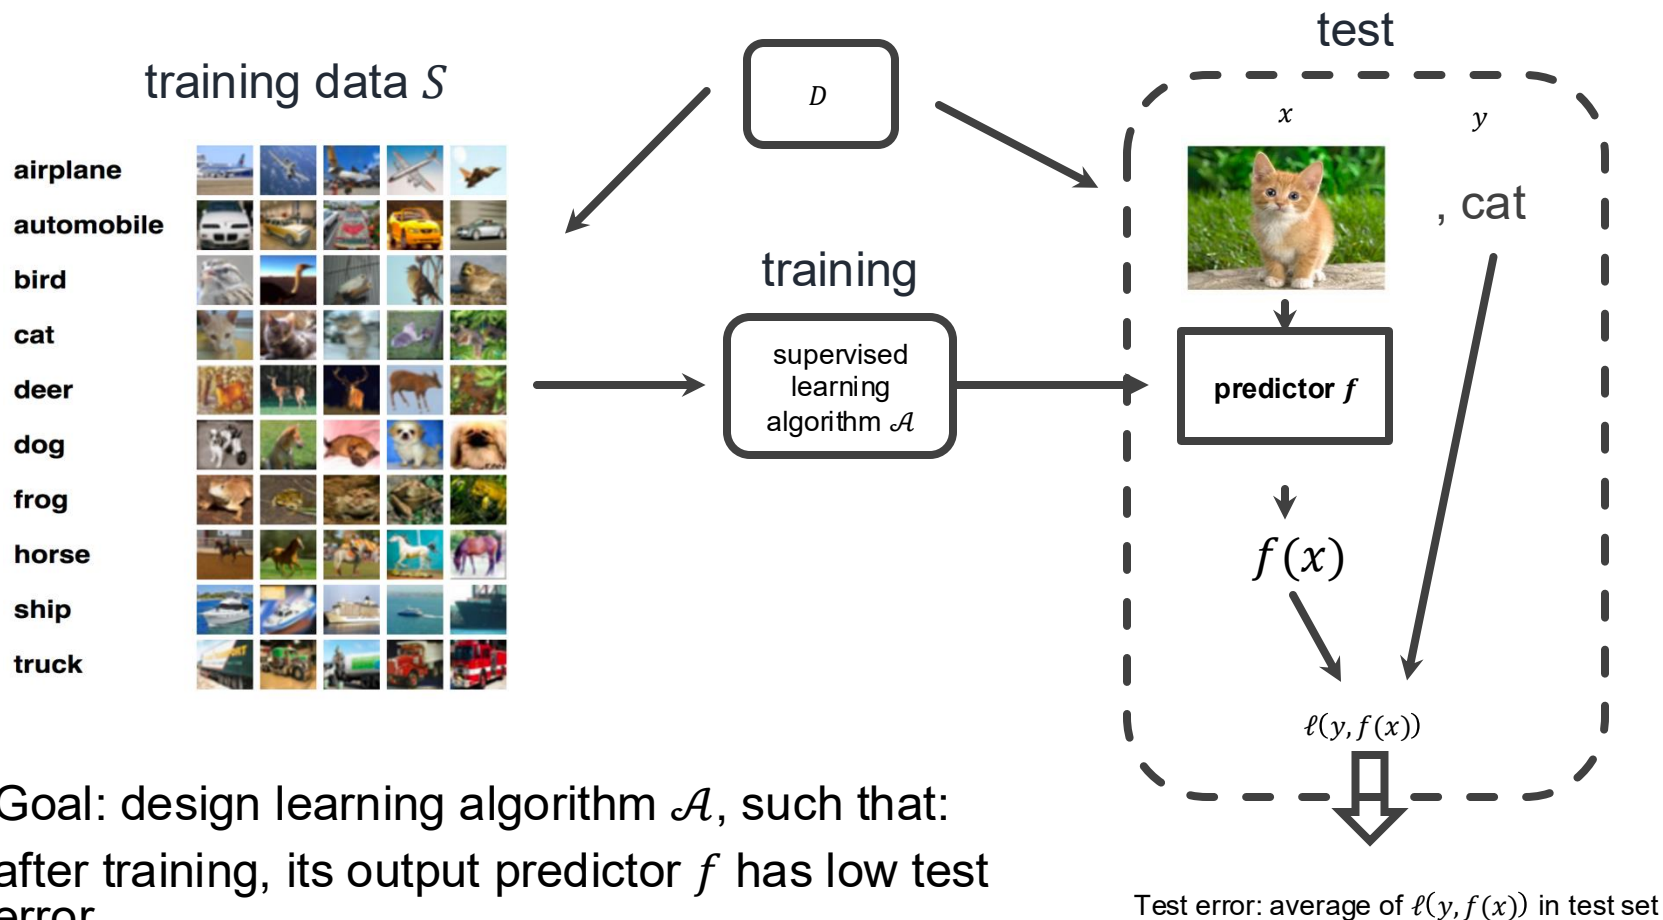 training data S
airplane
automobile
bird
cat
deer
dog
frog
horse
ship
truck
D
training
supervised
learning
algorithm 𝒜
test
x
y
, cat
predictor f
f(x)
ℓ(y, f(x))
Goal: design learning algorithm 𝒜, such that:
after training, its output predictor f has low test
error
Test error: average of ℓ(y, f(x)) in test set